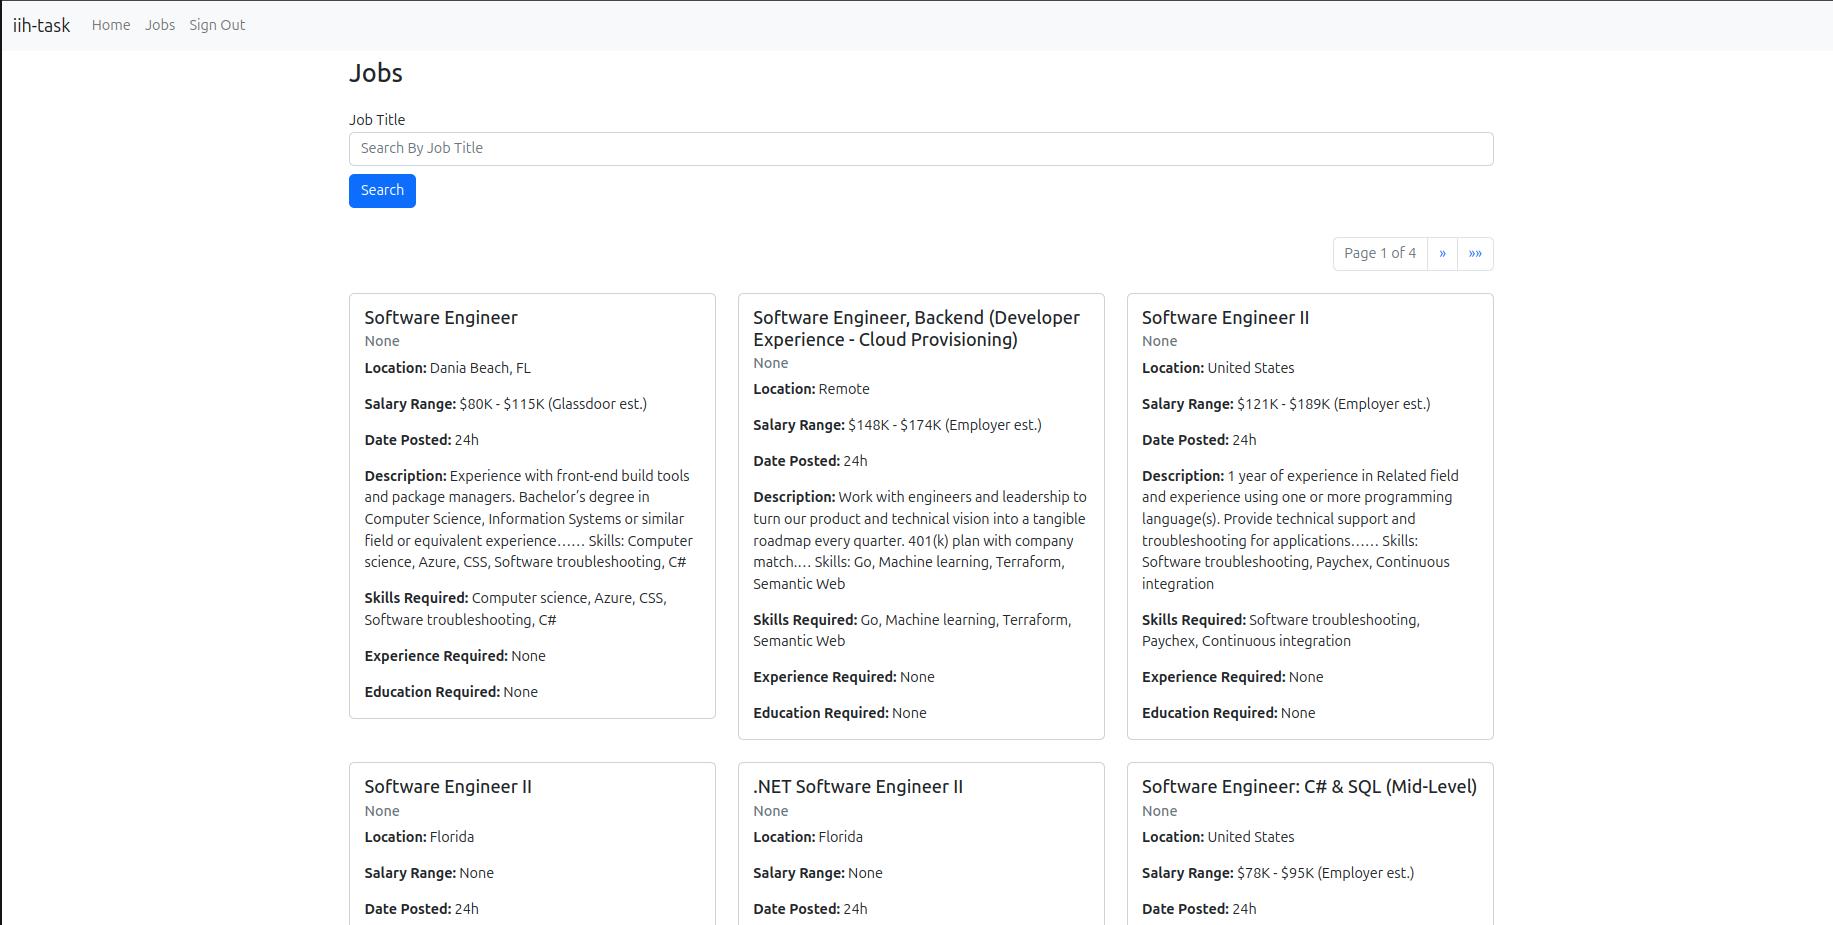 iih-task Home Jobs Sign Out
Jobs
Job Title
Search By Job Title
Search
Page 1 of 4 » »»
Software Engineer
None
Location: Dania Beach, FL
Salary Range: $80K - $115K (Glassdoor est.)
Date Posted: 24h
Description: Experience with front-end build tools
and package managers. Bachelor’s degree in
Computer Science, Information Systems or similar
field or equivalent experience…… Skills: Computer
science, Azure, CSS, Software troubleshooting, C#
Skills Required: Computer science, Azure, CSS,
Software troubleshooting, C#
Experience Required: None
Education Required: None
Software Engineer, Backend (Developer
Experience - Cloud Provisioning)
None
Location: Remote
Salary Range: $148K - $174K (Employer est.)
Date Posted: 24h
Description: Work with engineers and leadership to
turn our product and technical vision into a tangible
roadmap every quarter. 401(k) plan with company
match.… Skills: Go, Machine learning, Terraform,
Semantic Web
Skills Required: Go, Machine learning, Terraform,
Semantic Web
Experience Required: None
Education Required: None
Software Engineer II
None
Location: United States
Salary Range: $121K - $189K (Employer est.)
Date Posted: 24h
Description: 1 year of experience in Related field
and experience using one or more programming
language(s). Provide technical support and
troubleshooting for applications…… Skills:
Software troubleshooting, Paychex, Continuous
integration
Skills Required: Software troubleshooting,
Paychex, Continuous integration
Experience Required: None
Education Required: None
Software Engineer II
None
Location: Florida
Salary Range: None
Date Posted: 24h
.NET Software Engineer II
None
Location: Florida
Salary Range: None
Date Posted: 24h
Software Engineer: C# & SQL (Mid-Level)
None
Location: United States
Salary Range: $78K - $95K (Employer est.)
Date Posted: 24h